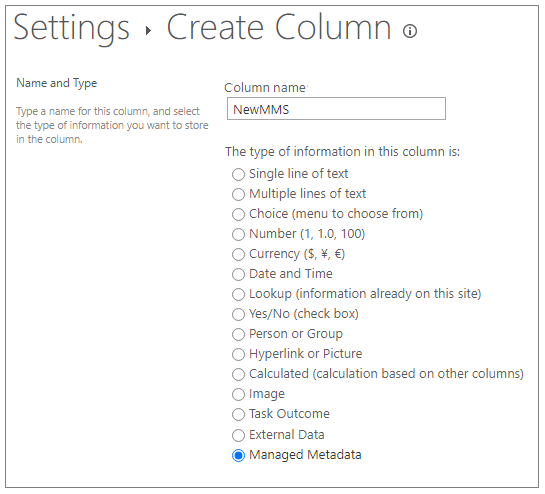 Settings ▸ Create Column ⓘ
Name and Type
Type a name for this column, and select
the type of information you want to store
in the column.
Column name
NewMMS
The type of information in this column is:
Single line of text
Multiple lines of text
Choice (menu to choose from)
Number (1, 1.0, 100)
Currency ($, ¥, €)
Date and Time
Lookup (information already on this site)
Yes/No (check box)
Person or Group
Hyperlink or Picture
Calculated (calculation based on other columns)
Image
Task Outcome
External Data
Managed Metadata